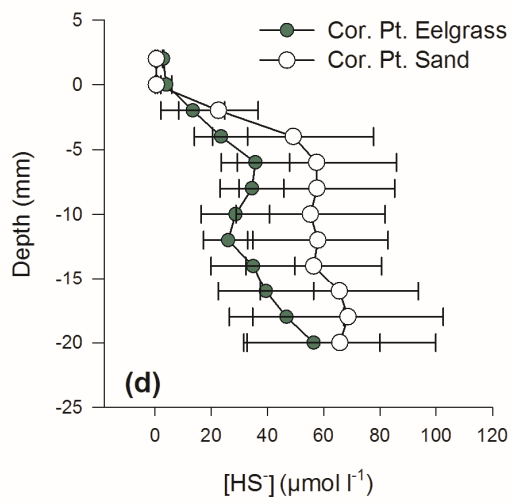 Cor. Pt. Eelgrass
Cor. Pt. Sand
5
0
-5
-10
-15
-20
-25
Depth (mm)
(d)
0 20 40 60 80 100 120
[HS⁻] (μmol l⁻¹)